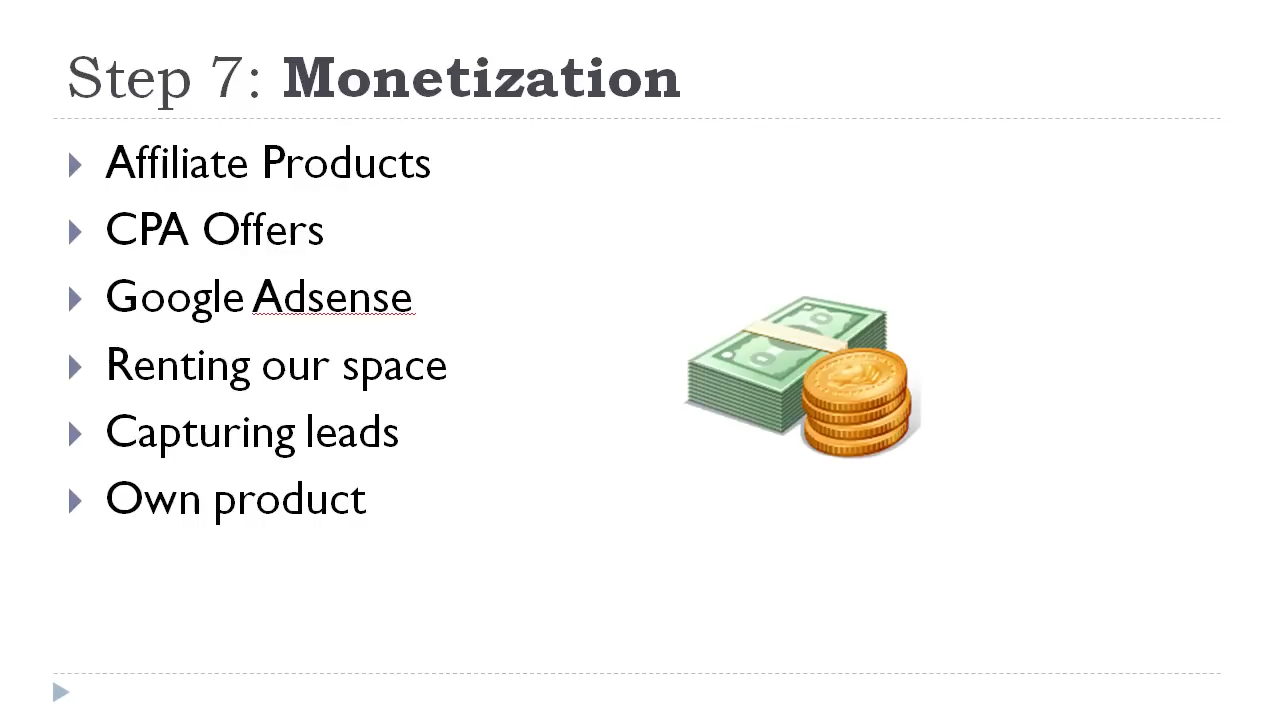 Step 7: Monetization
Affiliate Products
CPA Offers
Google Adsense
Renting our space
Capturing leads
Own product